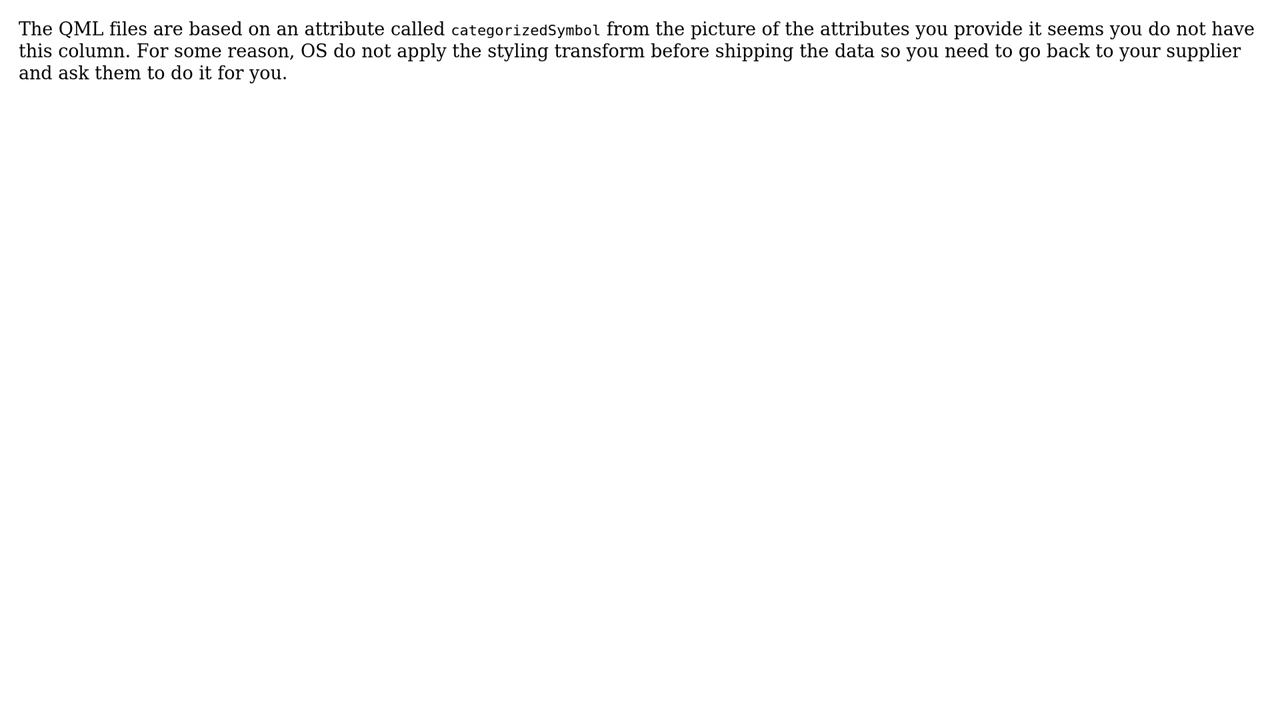 The QML files are based on an attribute called categorizedSymbol from the picture of the attributes you provide it seems you do not have
this column. For some reason, OS do not apply the styling transform before shipping the data so you need to go back to your supplier
and ask them to do it for you.